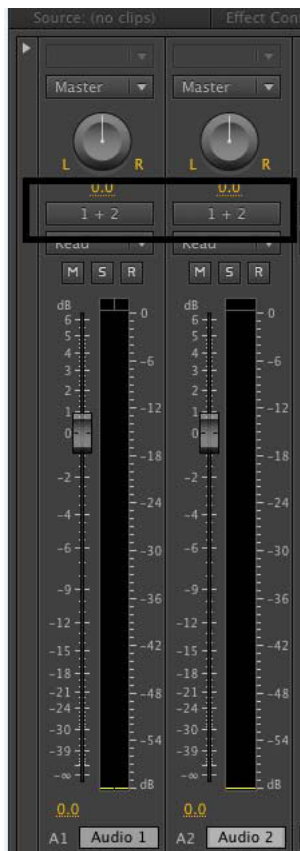 Source: (no clips) Effect Con
Master Master
L R L R
0.0 0.0
1 + 2 1 + 2
Read Read
M S R M S R
dB dB
6 0 6 0
5 5
4 4
3 -6 3 -6
2 2
1 -12 1 -12
0 0
-18 -18
-2 -2
-24 -24
-4 -4
-6 -30 -6 -30
-9 -36 -9 -36
-12 -12
-15 -42 -15 -42
-18 -18
-21 -48 -21 -48
-24 -24
-30 -54 -30 -54
-39 -39
-∞ dB -∞ dB
0.0 0.0
A1 Audio 1 A2 Audio 2